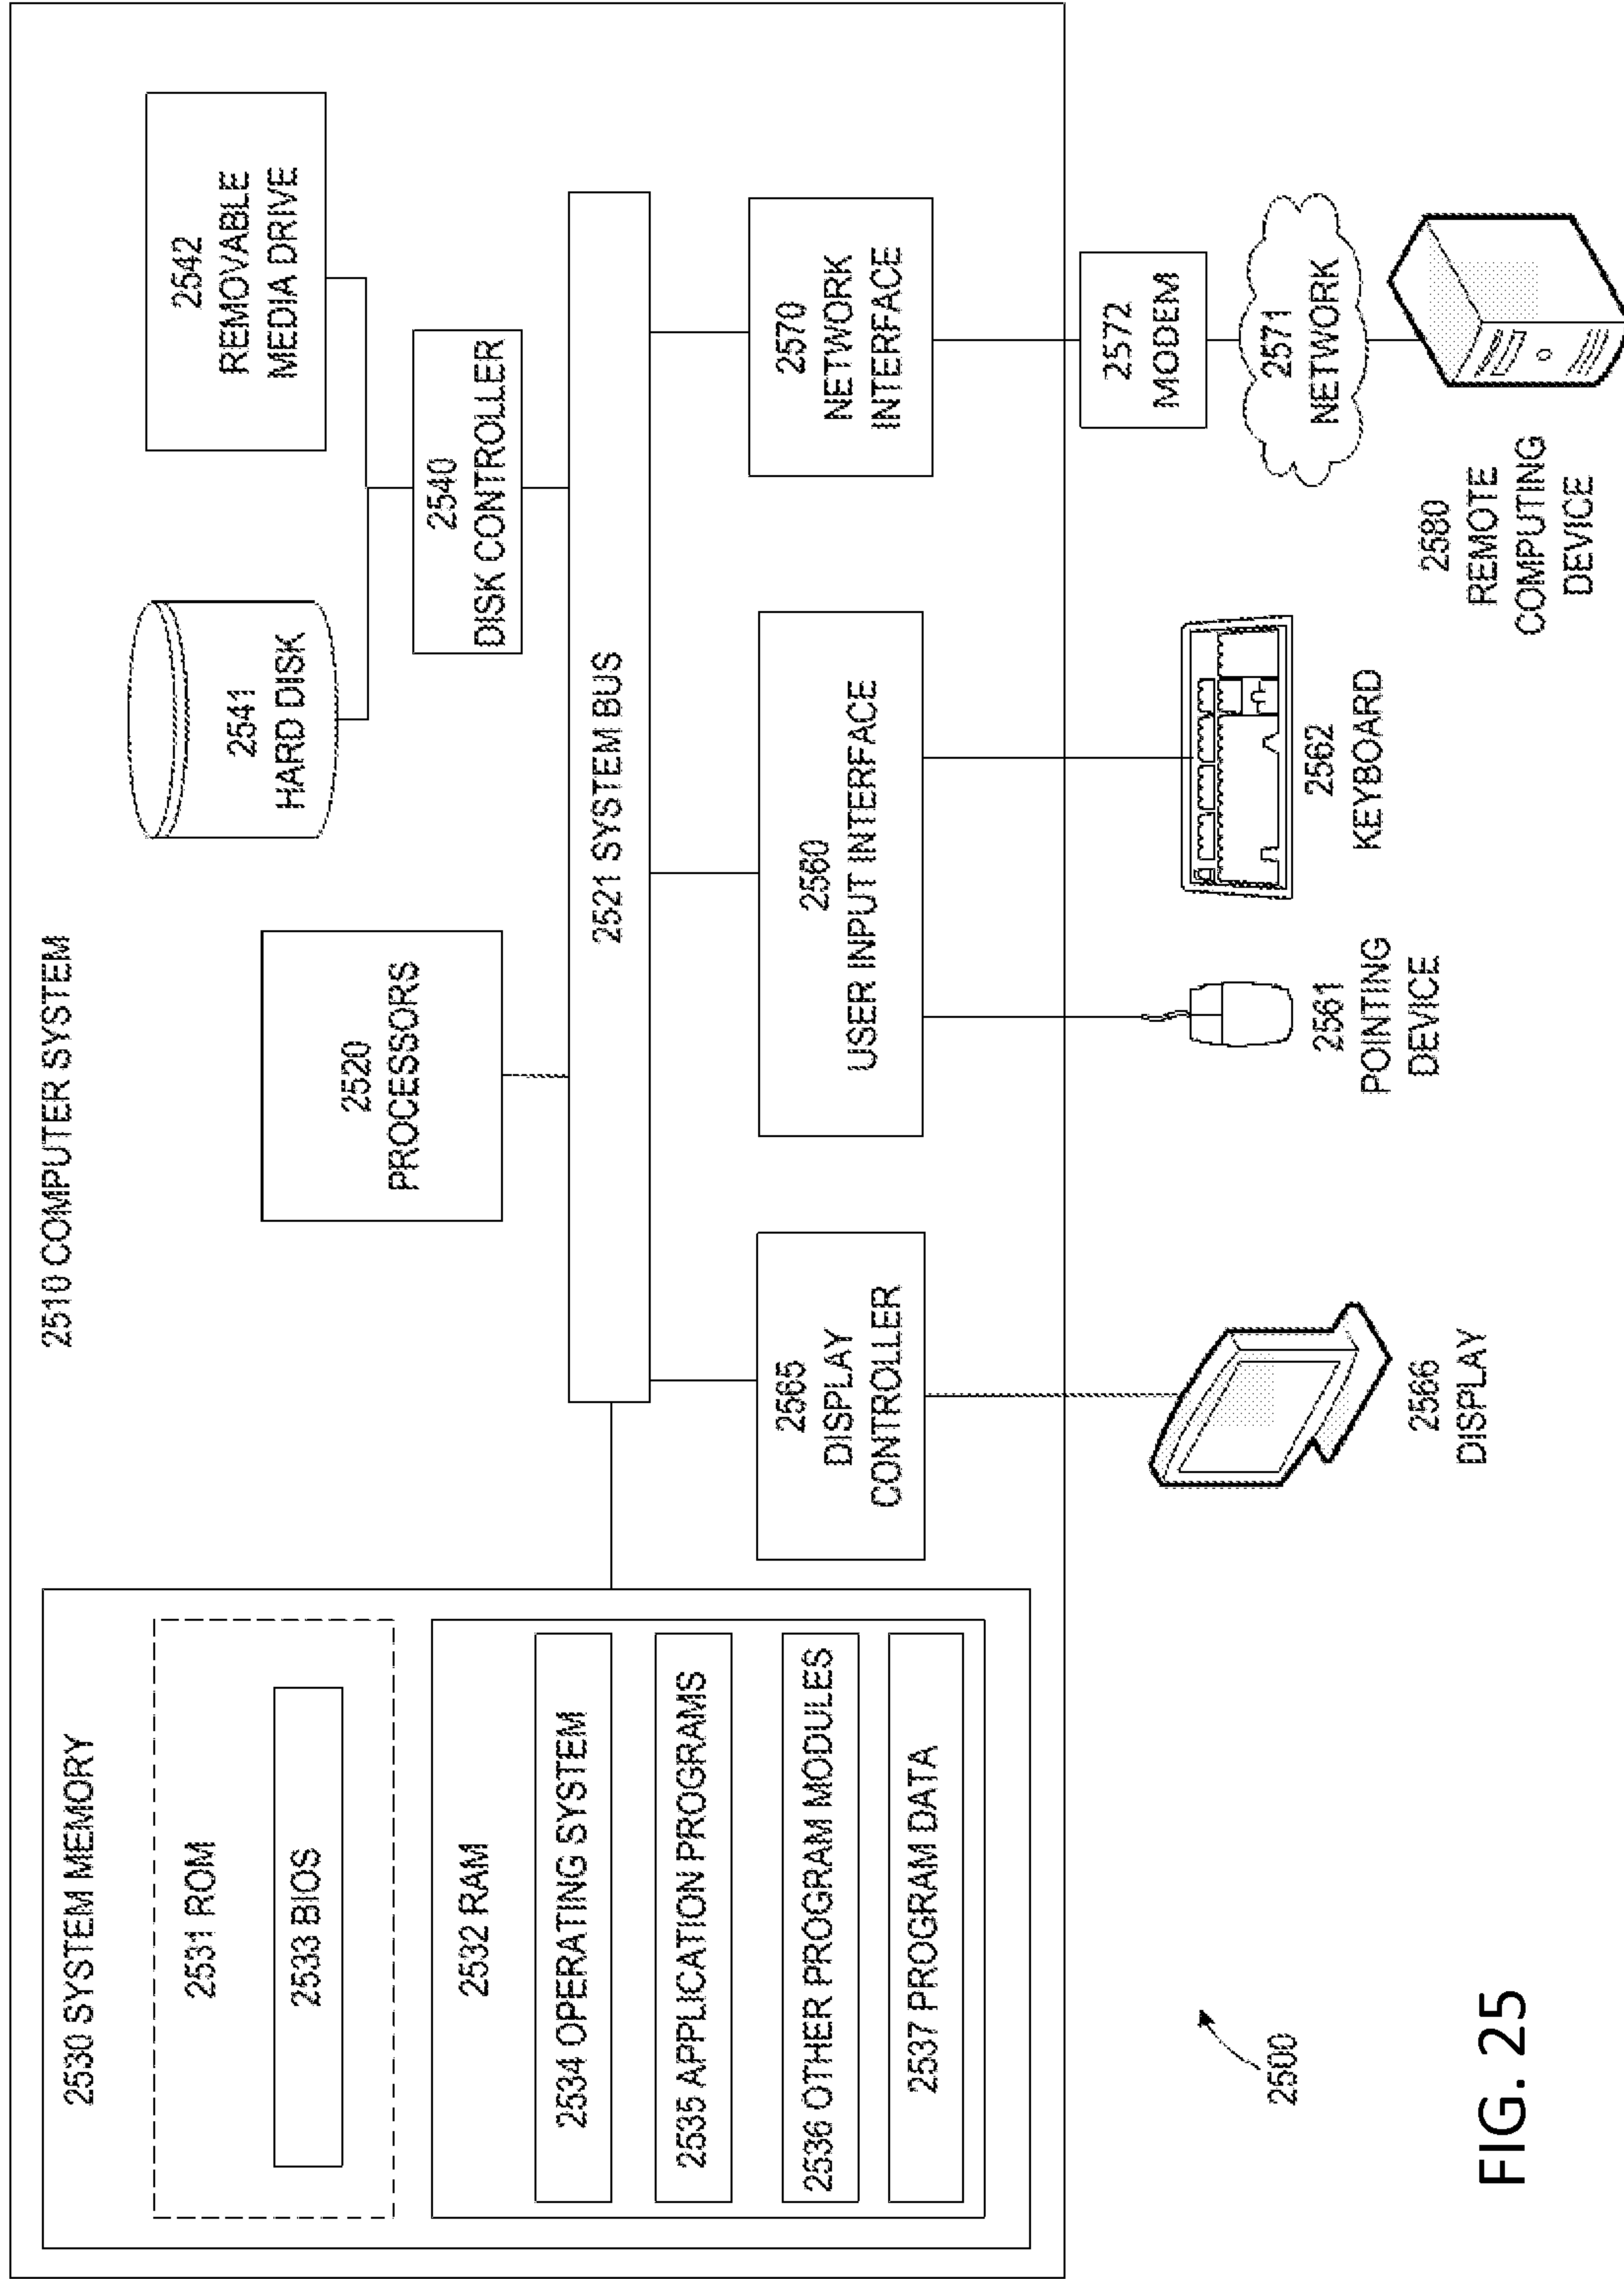 2510 COMPUTER SYSTEM
2530 SYSTEM MEMORY
2531 ROM
2533 BIOS
2532 RAM
2534 OPERATING SYSTEM
2535 APPLICATION PROGRAMS
2536 OTHER PROGRAM MODULES
2537 PROGRAM DATA
2520
PROCESSORS
2541
HARD DISK
2542
REMOVABLE
MEDIA DRIVE
2540
DISK CONTROLLER
2521 SYSTEM BUS
2565
DISPLAY
CONTROLLER
2560
USER INPUT INTERFACE
2570
NETWORK
INTERFACE
2572
MODEM
2571
NETWORK
2566
DISPLAY
2561
POINTING
DEVICE
2562
KEYBOARD
2580
REMOTE
COMPUTING
DEVICE
2500
FIG. 25